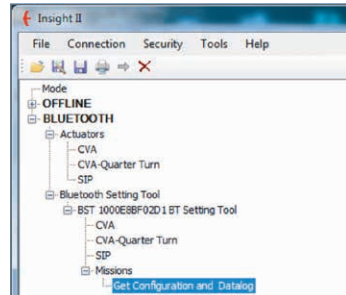 Insight II
File Connection Security Tools Help
Mode
OFFLINE
BLUETOOTH
Actuators
CVA
CVA-Quarter Turn
SIP
Bluetooth Setting Tool
BST 1000E8BF02D1 BT Setting Tool
CVA
CVA-Quarter Turn
SIP
Missions
Get Configuration and Datalog